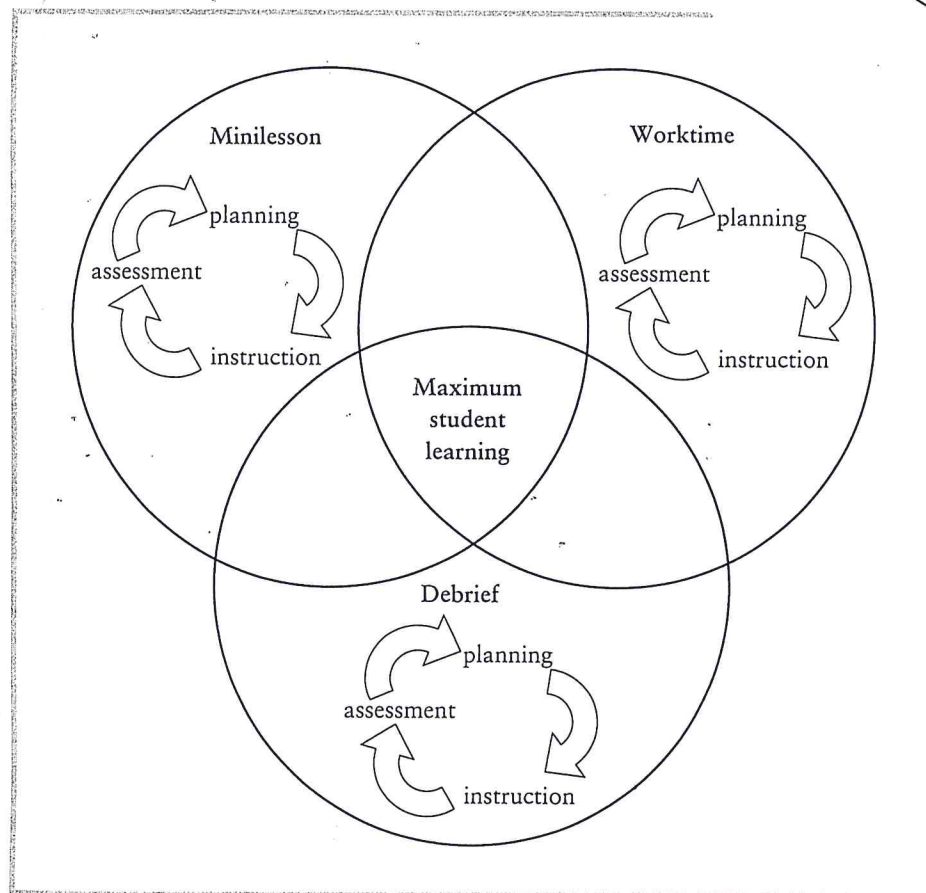 Minilesson
planning
assessment
instruction
Worktime
planning
assessment
instruction
Maximum
student
learning
Debrief
planning
assessment
instruction